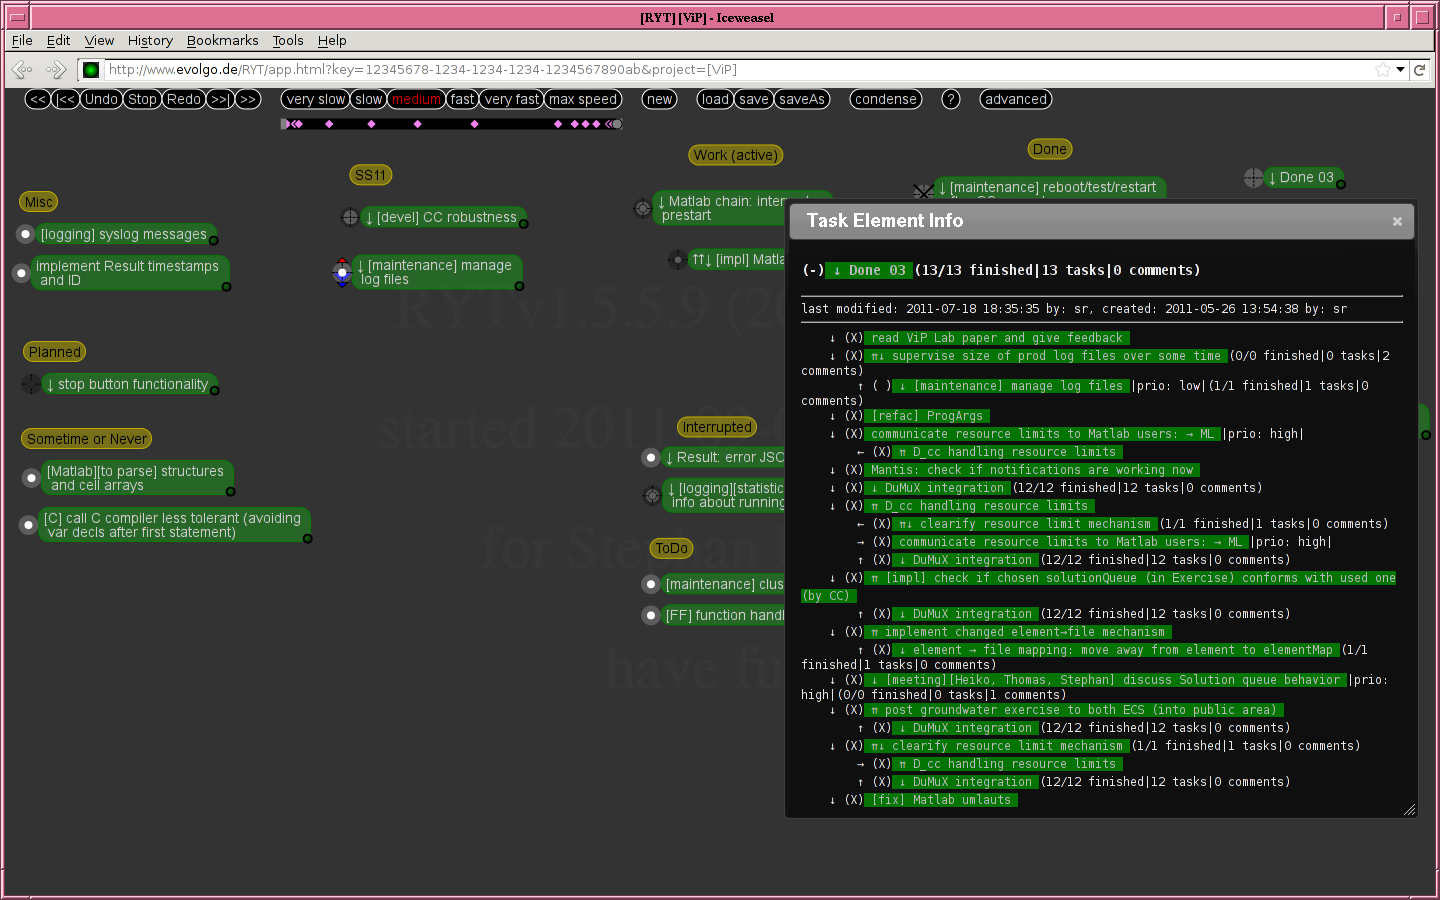 [RYT] [ViP] - Iceweasel
File Edit View History Bookmarks Tools Help
http://www.evolgo.de/RYT/app.html?key=12345678-1234-1234-1234-1234567890ab&project=[ViP]
<< |<< Undo Stop Redo >>| >> very slow slow medium fast very fast max speed new load save saveAs condense ? advanced
Misc
[logging] syslog messages
implement Result timestamps
and ID
Planned
↓ stop button functionality
Sometime or Never
[Matlab][to parse] structures
and cell arrays
[C] call C compiler less tolerant (avoiding
var decls after first statement)
SS11
↓ [devel] CC robustness
↓ [maintenance] manage
log files
Work (active)
↓ Matlab chain: inter
prestart
⇈↓ [impl] Matla
Interrupted
↓ Result: error JSO
↓ [logging][statistic
info about running
ToDo
[maintenance] clus
[FF] function handl
Done
↓ [maintenance] reboot/test/restart
↓ Done 03
RYTv1.5.5.9 (20
started 2011
for Stephan
have fu
Task Element Info ×
(-) ↓ Done 03 (13/13 finished|13 tasks|0 comments)
last modified: 2011-07-18 18:35:35 by: sr, created: 2011-05-26 13:54:38 by: sr
↓ (X) read ViP Lab paper and give feedback
↓ (X) ⇈↓ supervise size of prod log files over some time (0/0 finished|0 tasks|2
comments)
↑ ( ) ↓ [maintenance] manage log files |prio: low|(1/1 finished|1 tasks|0
comments)
↓ (X) [refac] ProgArgs
↓ (X) communicate resource limits to Matlab users: → ML |prio: high|
← (X) ⇈ D_cc handling resource limits
↓ (X) Mantis: check if notifications are working now
↓ (X) ↓ DuMuX integration (12/12 finished|12 tasks|0 comments)
↓ (X) ⇈ D_cc handling resource limits
← (X) ⇈↓ clearify resource limit mechanism (1/1 finished|1 tasks|0 comments)
→ (X) communicate resource limits to Matlab users: → ML |prio: high|
↑ (X) ↓ DuMuX integration (12/12 finished|12 tasks|0 comments)
↓ (X) ⇈ [impl] check if chosen solutionQueue (in Exercise) conforms with used one
(by CC)
↑ (X) ↓ DuMuX integration (12/12 finished|12 tasks|0 comments)
↓ (X) ⇈ implement changed element→file mechanism
↑ (X) ↓ element → file mapping: move away from element to elementMap (1/1
finished|1 tasks|0 comments)
↓ (X) ↓ [meeting][Heiko, Thomas, Stephan] discuss Solution queue behavior |prio:
high|(0/0 finished|0 tasks|1 comments)
↓ (X) ⇈ post groundwater exercise to both ECS (into public area)
↑ (X) ↓ DuMuX integration (12/12 finished|12 tasks|0 comments)
↓ (X) ⇈↓ clearify resource limit mechanism (1/1 finished|1 tasks|0 comments)
→ (X) ⇈ D_cc handling resource limits
↑ (X) ↓ DuMuX integration (12/12 finished|12 tasks|0 comments)
↓ (X) [fix] Matlab umlauts